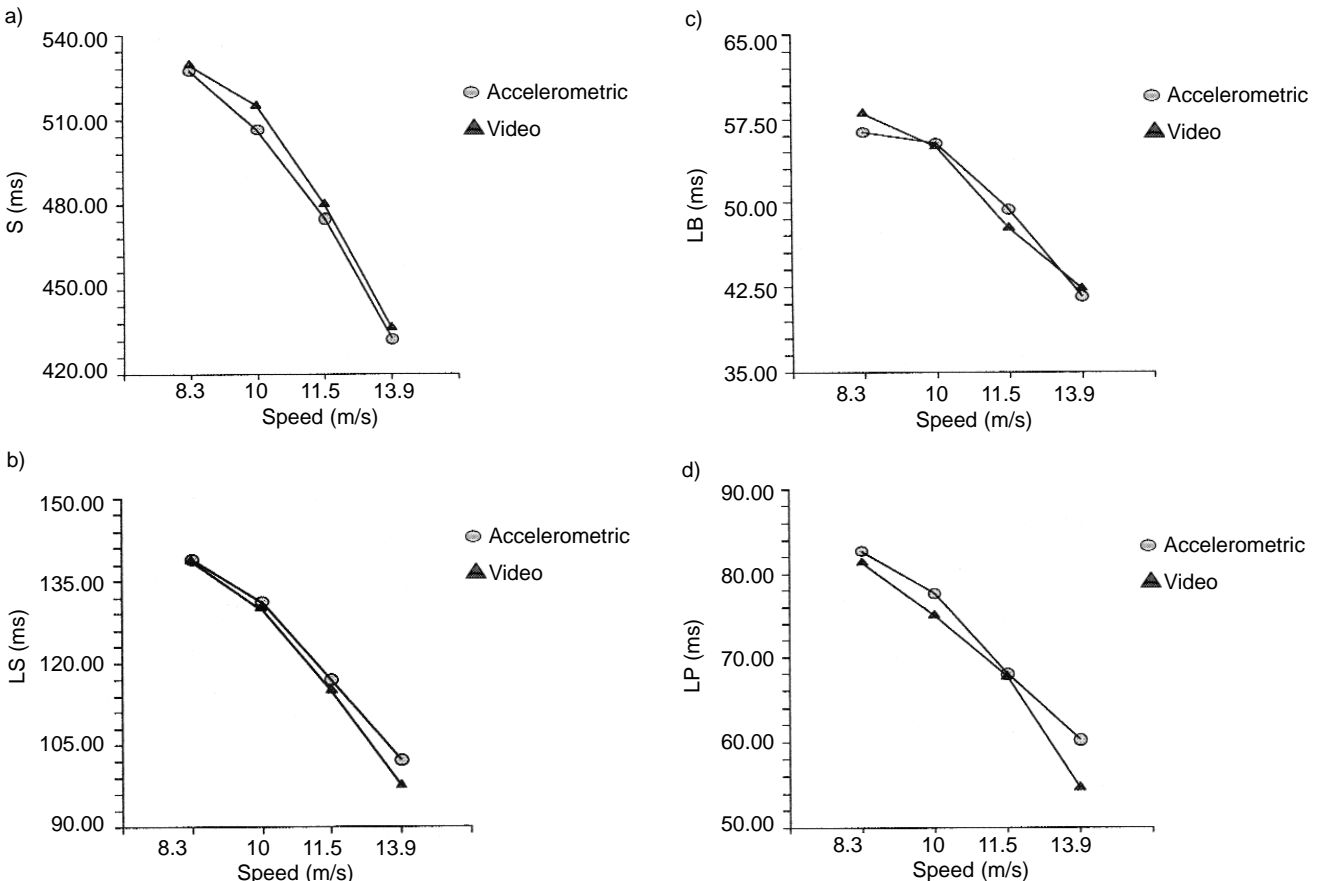 a)
540.00
510.00
480.00
450.00
420.00
S (ms)
8.3 10 11.5 13.9
Speed (m/s)
Accelerometric
Video
c)
65.00
57.50
50.00
42.50
35.00
LB (ms)
8.3 10 11.5 13.9
Speed (m/s)
Accelerometric
Video
b)
150.00
135.00
120.00
105.00
90.00
LS (ms)
8.3 10 11.5 13.9
Speed (m/s)
Accelerometric
Video
d)
90.00
80.00
70.00
60.00
50.00
LP (ms)
8.3 10 11.5 13.9
Speed (m/s)
Accelerometric
Video